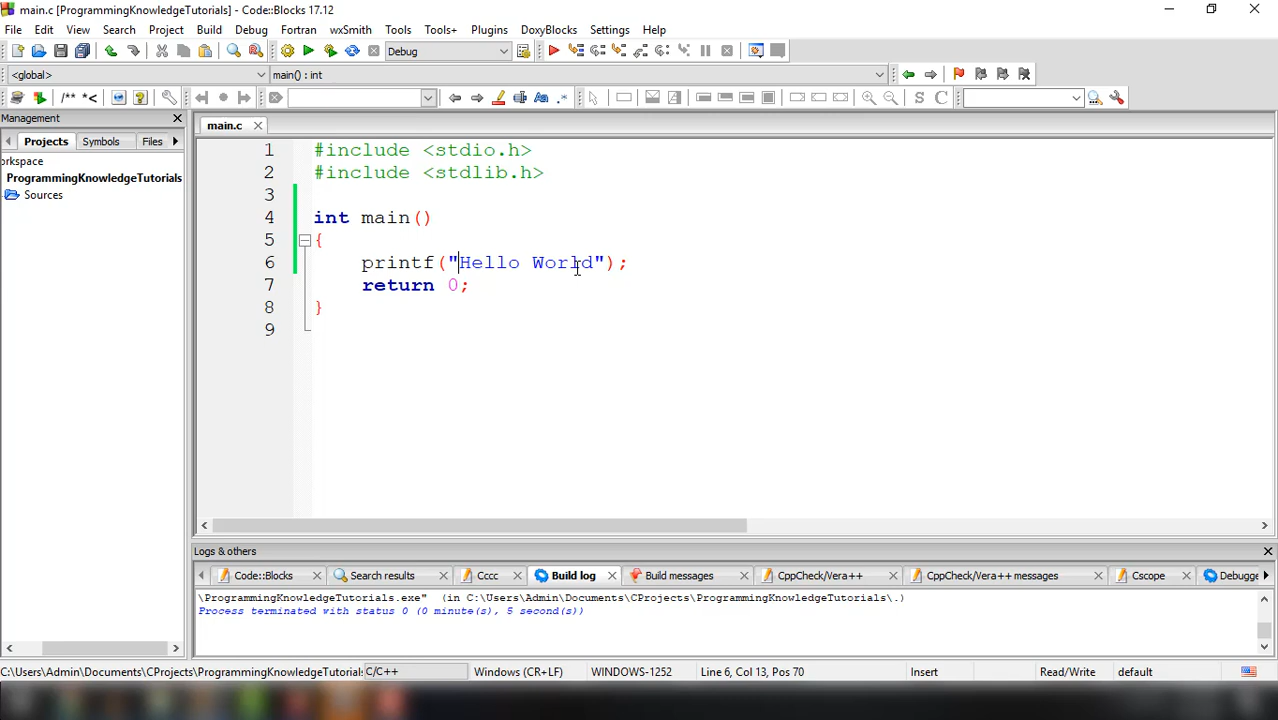 main.c [ProgrammingKnowledgeTutorials] - Code::Blocks 17.12
File Edit View Search Project Build Debug Fortran wxSmith Tools Tools+ Plugins DoxyBlocks Settings Help
Debug
<global> main() : int
/** *<
S C
Management
main.c
Projects Symbols Files
orkspace
ProgrammingKnowledgeTutorials
Sources
1 #include <stdio.h>
2 #include <stdlib.h>
3
4 int main()
5 {
6 printf("Hello World");
7 return 0;
8 }
9
Logs & others
Code::Blocks Search results Cccc Build log Build messages CppCheck/Vera++ CppCheck/Vera++ messages Cscope Debugge
\ProgrammingKnowledgeTutorials.exe" (in C:\Users\Admin\Documents\CProjects\ProgrammingKnowledgeTutorials\.)
Process terminated with status 0 (0 minute(s), 5 second(s))
C:\Users\Admin\Documents\CProjects\ProgrammingKnowledgeTutorials C/C++ Windows (CR+LF) WINDOWS-1252 Line 6, Col 13, Pos 70 Insert Read/Write default